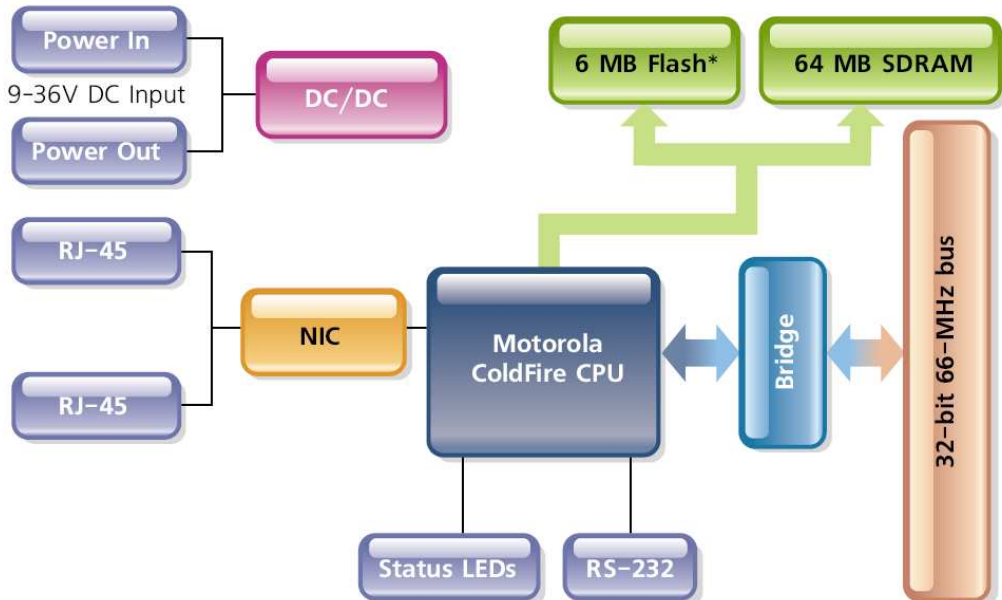 Power In
9-36V DC Input
Power Out
DC/DC
6 MB Flash*
64 MB SDRAM
RJ-45
RJ-45
NIC
Motorola
ColdFire CPU
Bridge
32-bit 66-MHz bus
Status LEDs
RS-232